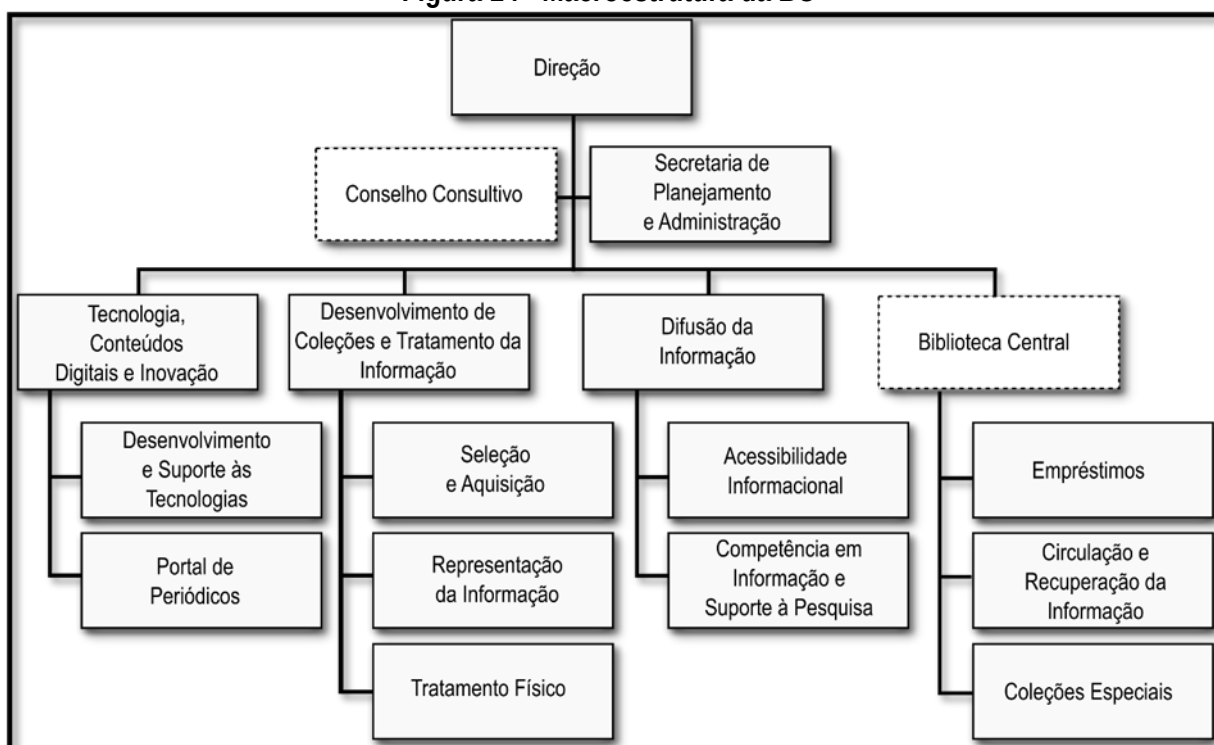 Direção
Conselho Consultivo
Secretaria de
Planejamento
e Administração
Tecnologia,
Conteúdos
Digitais e Inovação
Desenvolvimento de
Coleções e Tratamento da
Informação
Difusão da
Informação
Biblioteca Central
Desenvolvimento
e Suporte às
Tecnologias
Seleção
e Aquisição
Acessibilidade
Informacional
Empréstimos
Portal de
Periódicos
Representação
da Informação
Competência em
Informação e
Suporte à Pesquisa
Circulação e
Recuperação da
Informação
Tratamento Físico
Coleções Especiais